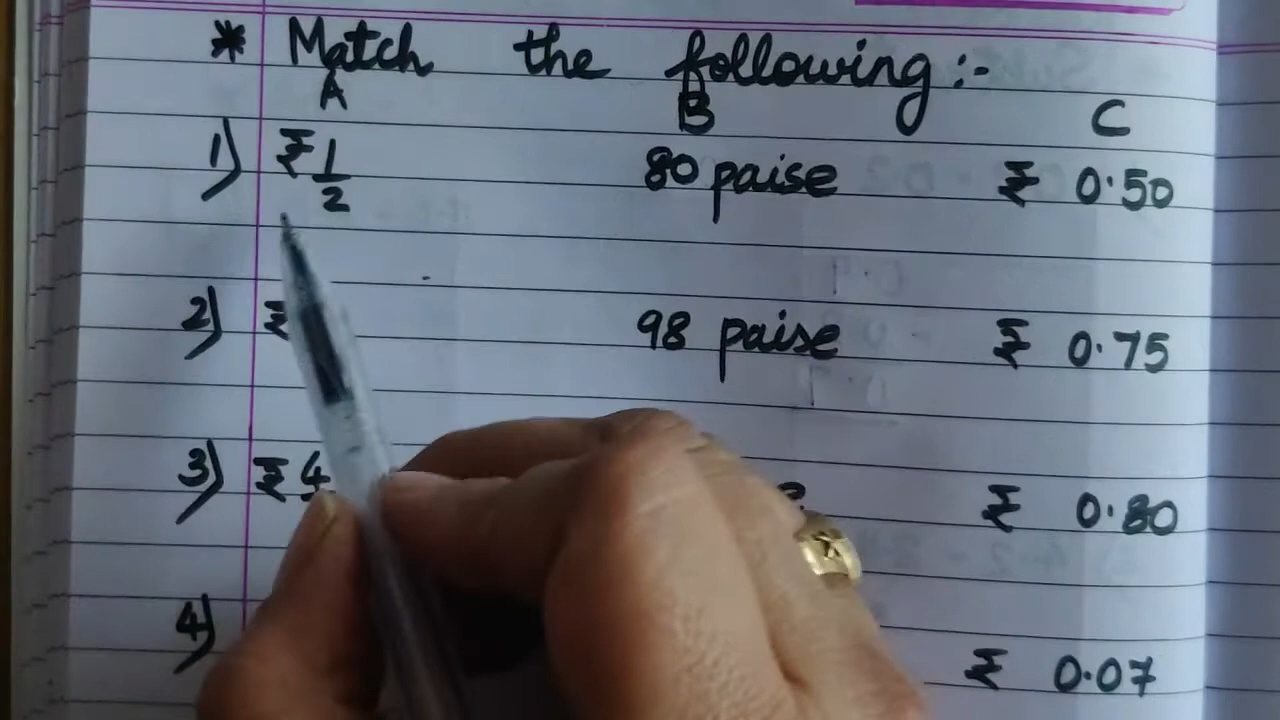 * Match the following :-
A B C
1) ₹ 1/2 80 paise ₹ 0.50
2) ₹ 98 paise ₹ 0.75
3) ₹ 4 ₹ 0.80
4) ₹ 0.07